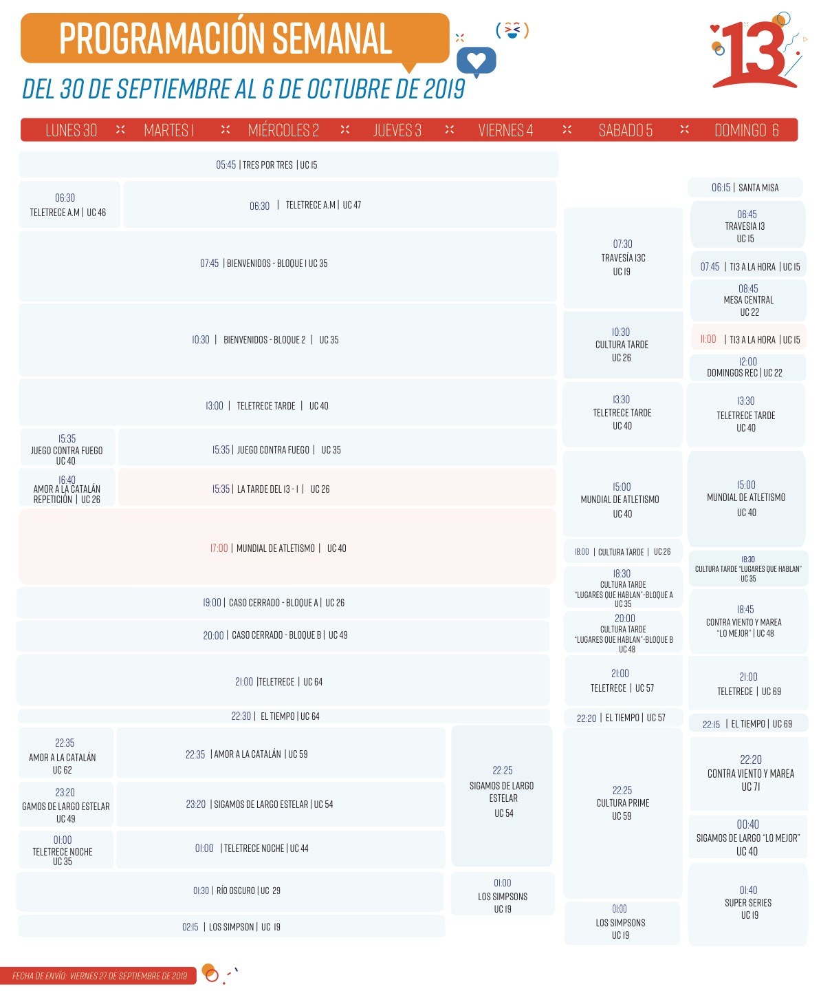 PROGRAMACIÓN SEMANAL
DEL 30 DE SEPTIEMBRE AL 6 DE OCTUBRE DE 2019
13
LUNES 30 MARTES 1 MIÉRCOLES 2 JUEVES 3 VIERNES 4 SABADO 5 DOMINGO 6
05:45 | TRES POR TRES | UC 15
06:30
TELETRECE A.M | UC 46
06:30 | TELETRECE A.M | UC 47
07:45 | BIENVENIDOS - BLOQUE 1 UC 35
10:30 | BIENVENIDOS - BLOQUE 2 | UC 35
13:00 | TELETRECE TARDE | UC 40
15:35
JUEGO CONTRA FUEGO
UC 40
15:35 | JUEGO CONTRA FUEGO | UC 35
16:40
AMOR A LA CATALÁN
REPETICIÓN | UC 26
15:35 | LA TARDE DEL 13 - 1 | UC 26
17:00 | MUNDIAL DE ATLETISMO | UC 40
19:00 | CASO CERRADO - BLOQUE A | UC 26
20:00 | CASO CERRADO - BLOQUE B | UC 49
21:00 | TELETRECE | UC 64
22:30 | EL TIEMPO | UC 64
22:35
AMOR A LA CATALÁN
UC 62
22:35 | AMOR A LA CATALÁN | UC 59
23:20
GAMOS DE LARGO ESTELAR
UC 49
23:20 | SIGAMOS DE LARGO ESTELAR | UC 54
01:00
TELETRECE NOCHE
UC 35
01:00 | TELETRECE NOCHE | UC 44
01:30 | RÍO OSCURO | UC 29
02:15 | LOS SIMPSON | UC 19
22:25
SIGAMOS DE LARGO
ESTELAR
UC 54
01:00
LOS SIMPSONS
UC 19
07:30
TRAVESÍA 13C
UC 19
10:30
CULTURA TARDE
UC 26
13:30
TELETRECE TARDE
UC 40
15:00
MUNDIAL DE ATLETISMO
UC 40
18:00 | CULTURA TARDE | UC 26
18:30
CULTURA TARDE
"LUGARES QUE HABLAN"-BLOQUE A
UC 35
20:00
CULTURA TARDE
"LUGARES QUE HABLAN"-BLOQUE B
UC 48
21:00
TELETRECE | UC 57
22:20 | EL TIEMPO | UC 57
22:25
CULTURA PRIME
UC 59
01:00
LOS SIMPSONS
UC 19
06:15 | SANTA MISA
06:45
TRAVESIA 13
UC 15
07:45 | T13 A LA HORA | UC 15
08:45
MESA CENTRAL
UC 22
11:00 | T13 A LA HORA | UC 15
12:00
DOMINGOS REC | UC 22
13:30
TELETRECE TARDE
UC 40
15:00
MUNDIAL DE ATLETISMO
UC 40
18:30
CULTURA TARDE "LUGARES QUE HABLAN"
UC 35
18:45
CONTRA VIENTO Y MAREA
"LO MEJOR" | UC 48
21:00
TELETRECE | UC 69
22:15 | EL TIEMPO | UC 69
22:20
CONTRA VIENTO Y MAREA
UC 71
00:40
SIGAMOS DE LARGO "LO MEJOR"
UC 40
01:40
SUPER SERIES
UC 19
FECHA DE ENVÍO: VIERNES 27 DE SEPTIEMBRE DE 2019